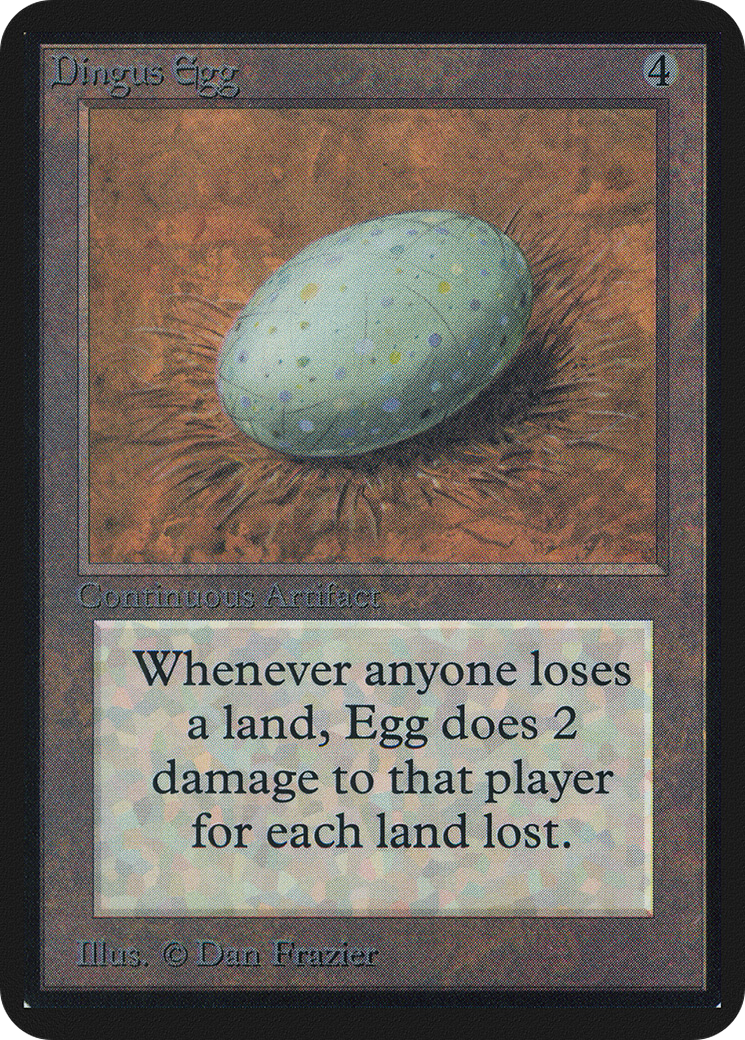 Dingus Egg
4
Continuous Artifact
Whenever anyone loses
a land, Egg does 2
damage to that player
for each land lost.
Illus. © Dan Frazier